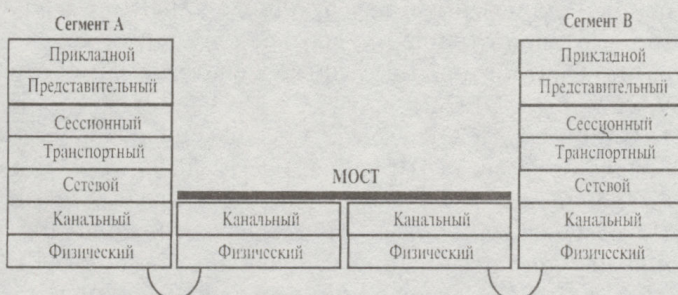 Сегмент А
Прикладной
Представительный
Сессионный
Транспортный
Сетевой
Канальный
Физический
МОСТ
Канальный
Канальный
Физический
Физический
Сегмент В
Прикладной
Представительный
Сессионный
Транспортный
Сетевой
Канальный
Физический